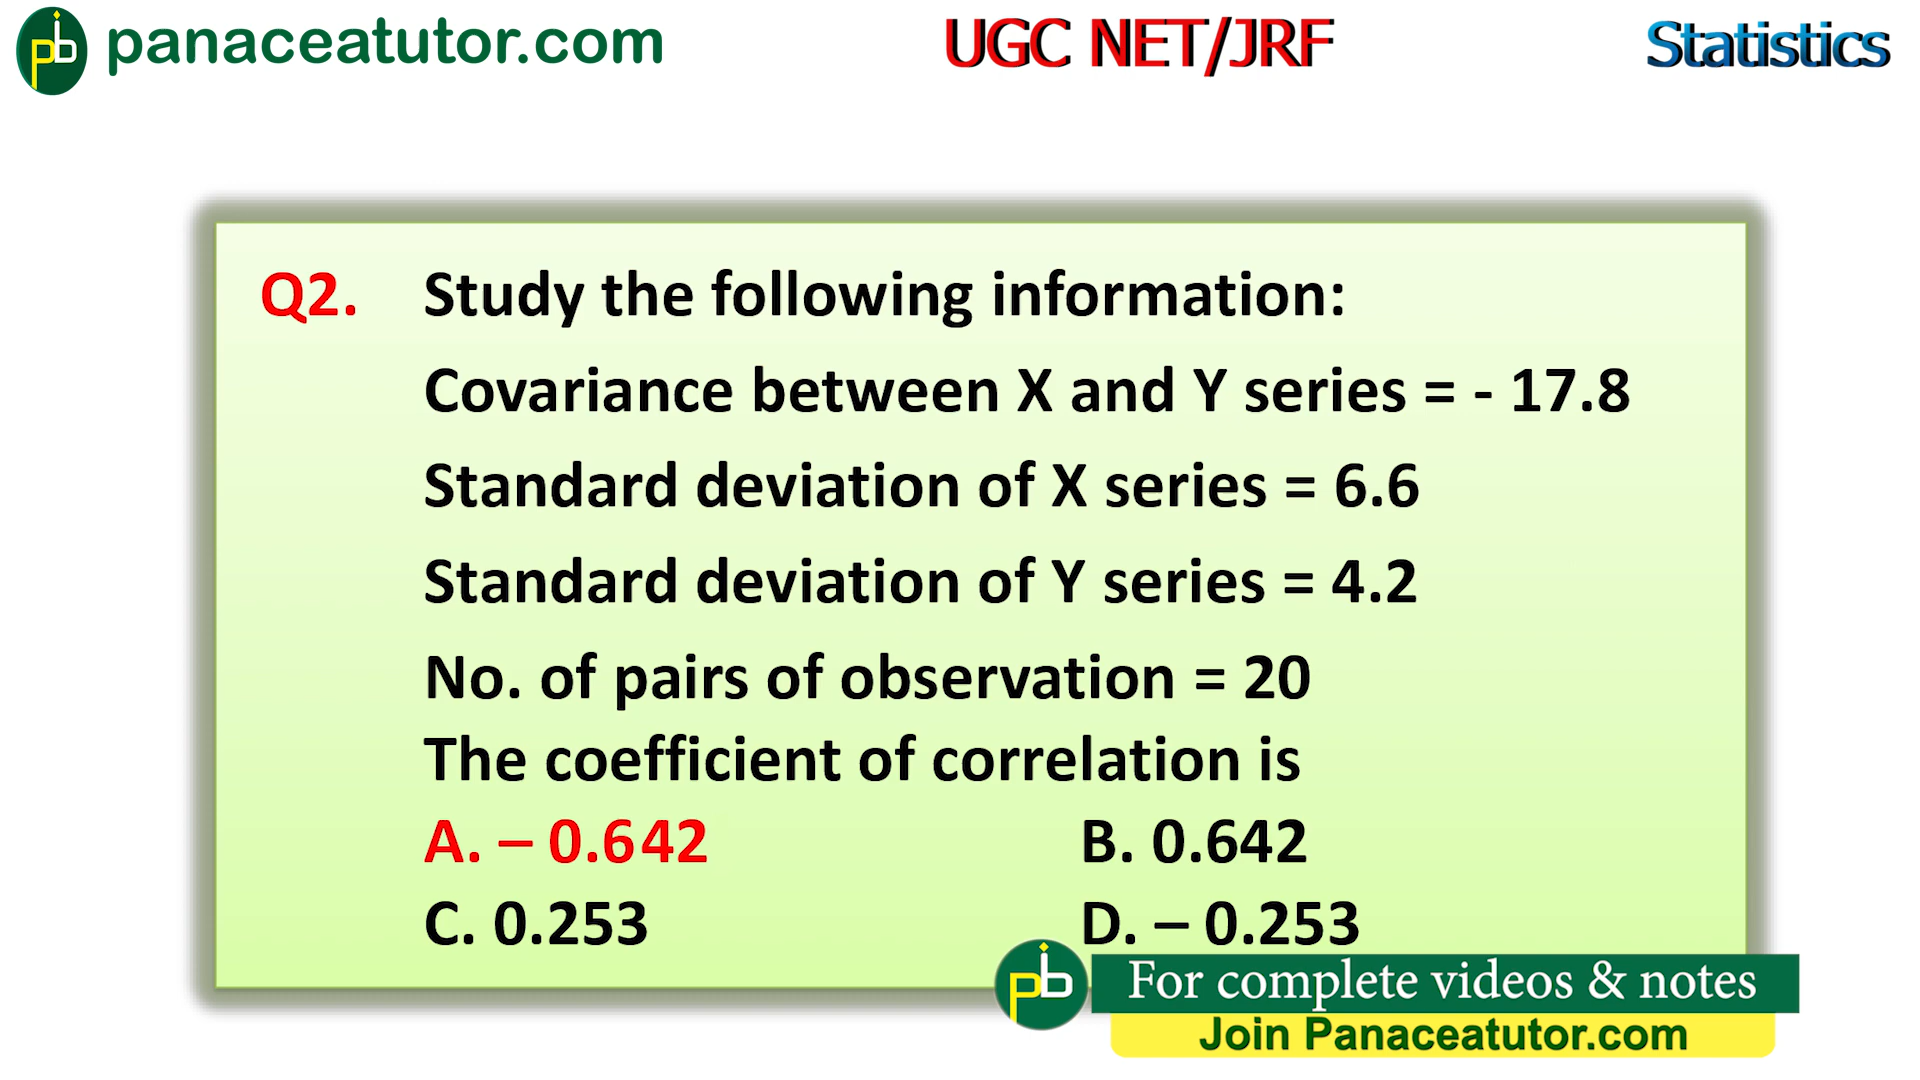 pb panaceatutor.com
UGC NET/JRF
Statistics
Q2. Study the following information:
Covariance between X and Y series = - 17.8
Standard deviation of X series = 6.6
Standard deviation of Y series = 4.2
No. of pairs of observation = 20
The coefficient of correlation is
A. – 0.642 B. 0.642
C. 0.253 D. – 0.253
pb For complete videos & notes
Join Panaceatutor.com